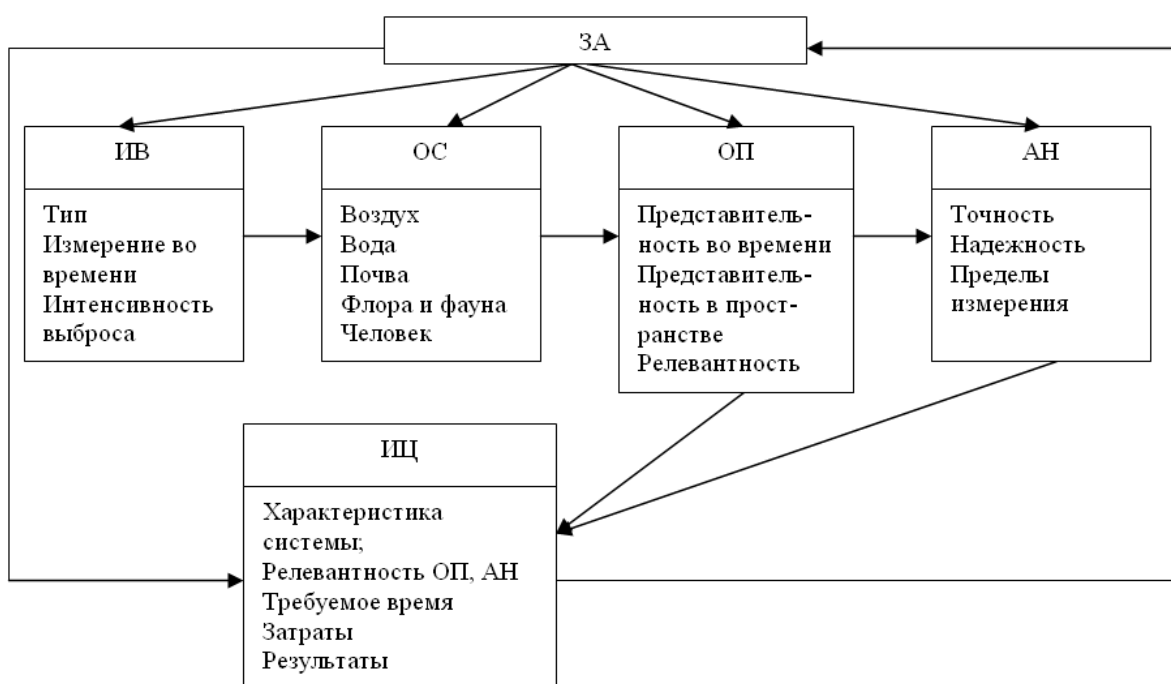 ЗА
ИВ
Тип
Измерение во
времени
Интенсивность
выброса
ОС
Воздух
Вода
Почва
Флора и фауна
Человек
ОП
Представитель-
ность во времени
Представитель-
ность в прост-
ранстве
Релевантность
АН
Точность
Надежность
Пределы
измерения
ИЦ
Характеристика
системы;
Релевантность ОП, АН
Требуемое время
Затраты
Результаты